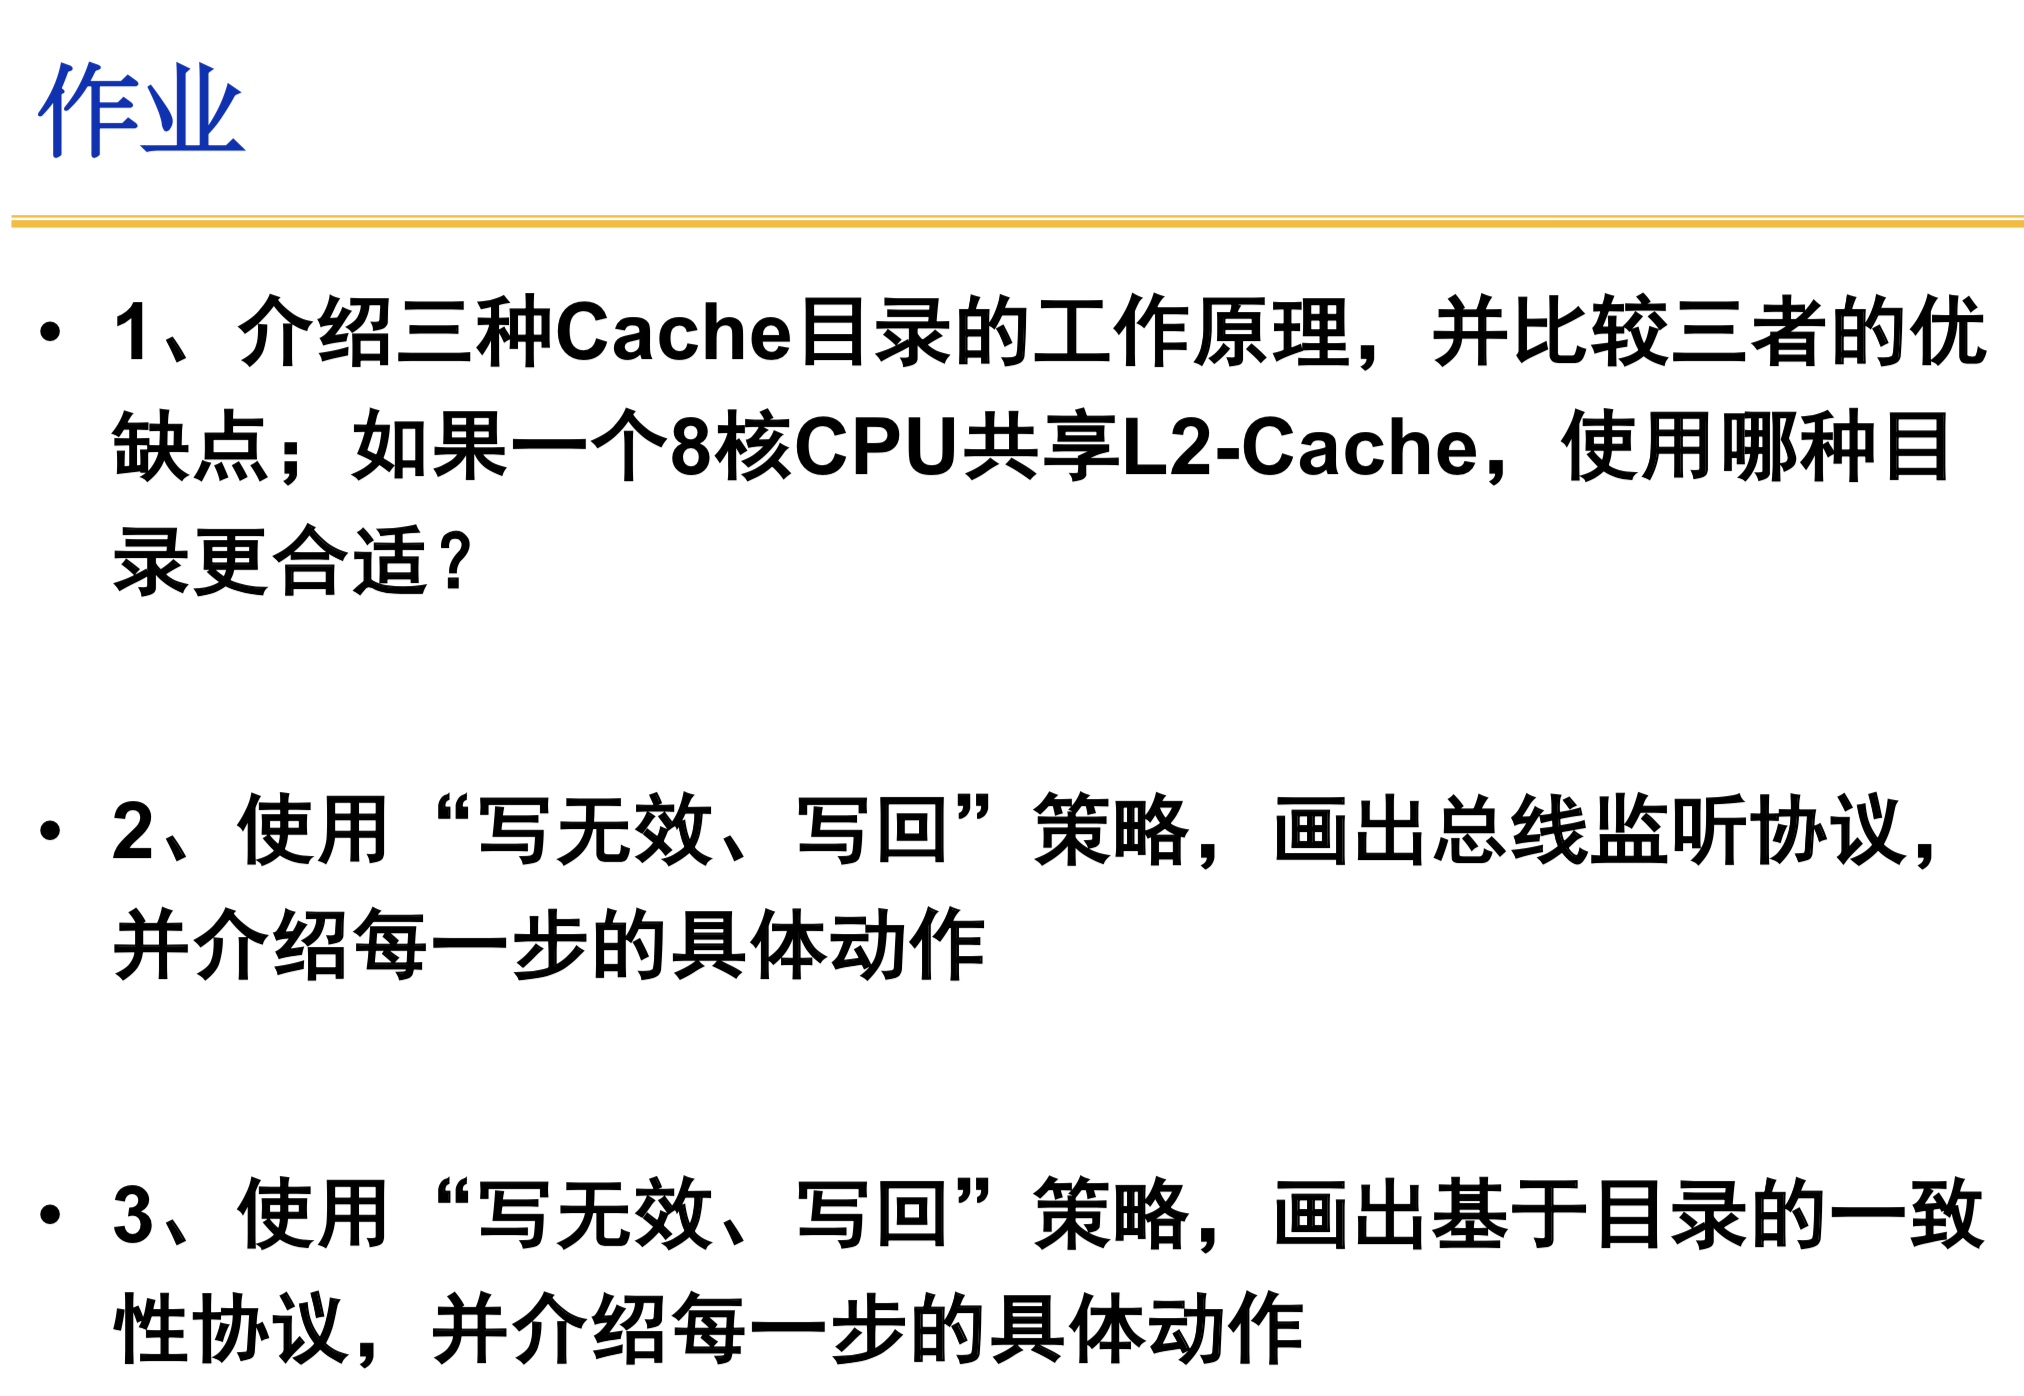 作业
• 1、介绍三种Cache目录的工作原理，并比较三者的优
缺点；如果一个8核CPU共享L2-Cache，使用哪种目
录更合适？
• 2、使用“写无效、写回”策略，画出总线监听协议，
并介绍每一步的具体动作
• 3、使用“写无效、写回”策略，画出基于目录的一致
性协议，并介绍每一步的具体动作